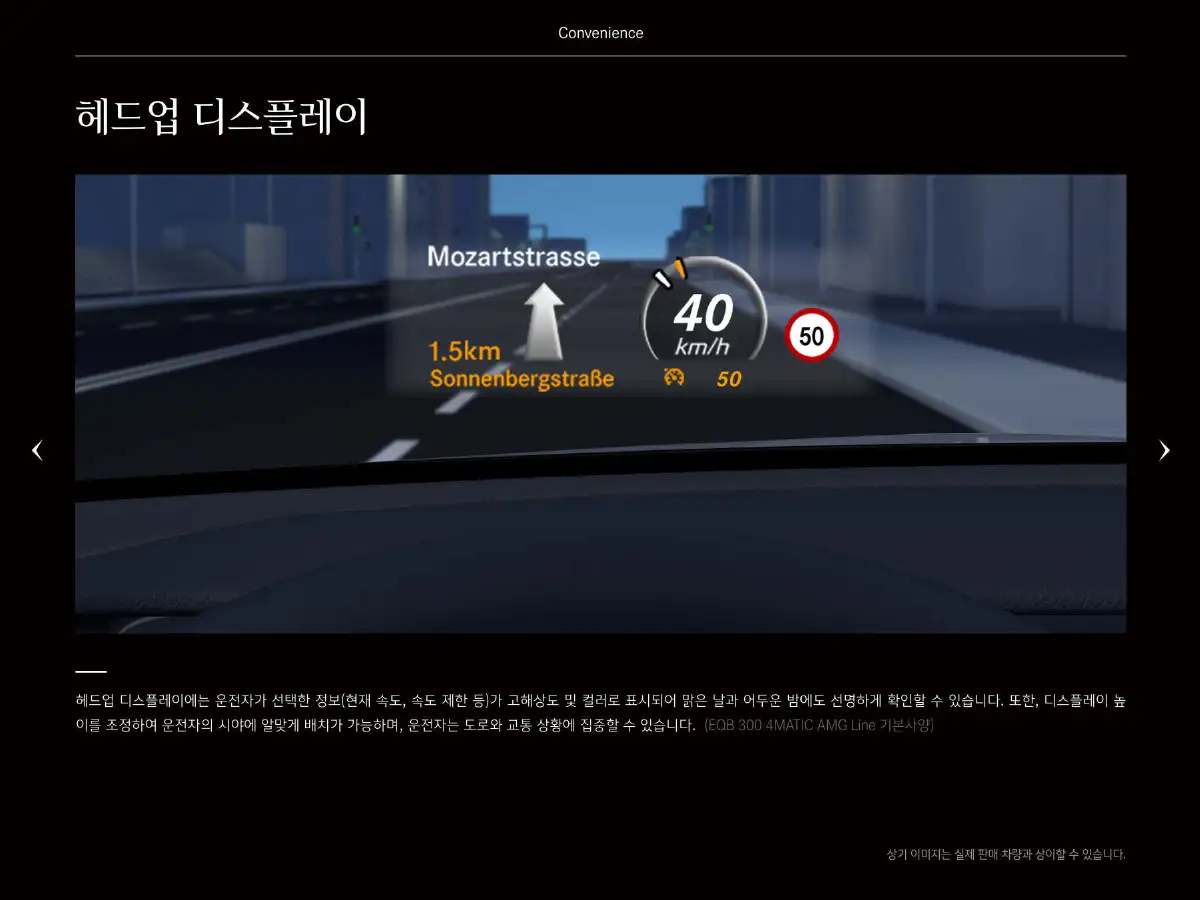 Convenience
헤드업 디스플레이
Mozartstrasse
40
km/h
50
1.5km
Sonnenbergstraße
50
헤드업 디스플레이에는 운전자가 선택한 정보(현재 속도, 속도 제한 등)가 고해상도 및 컬러로 표시되어 맑은 날과 어두운 밤에도 선명하게 확인할 수 있습니다. 또한, 디스플레이 높
이를 조정하여 운전자의 시야에 알맞게 배치가 가능하며, 운전자는 도로와 교통 상황에 집중할 수 있습니다. (EQB 300 4MATIC AMG Line 기본사양)
상기 이미지는 실제 판매 차량과 상이할 수 있습니다.